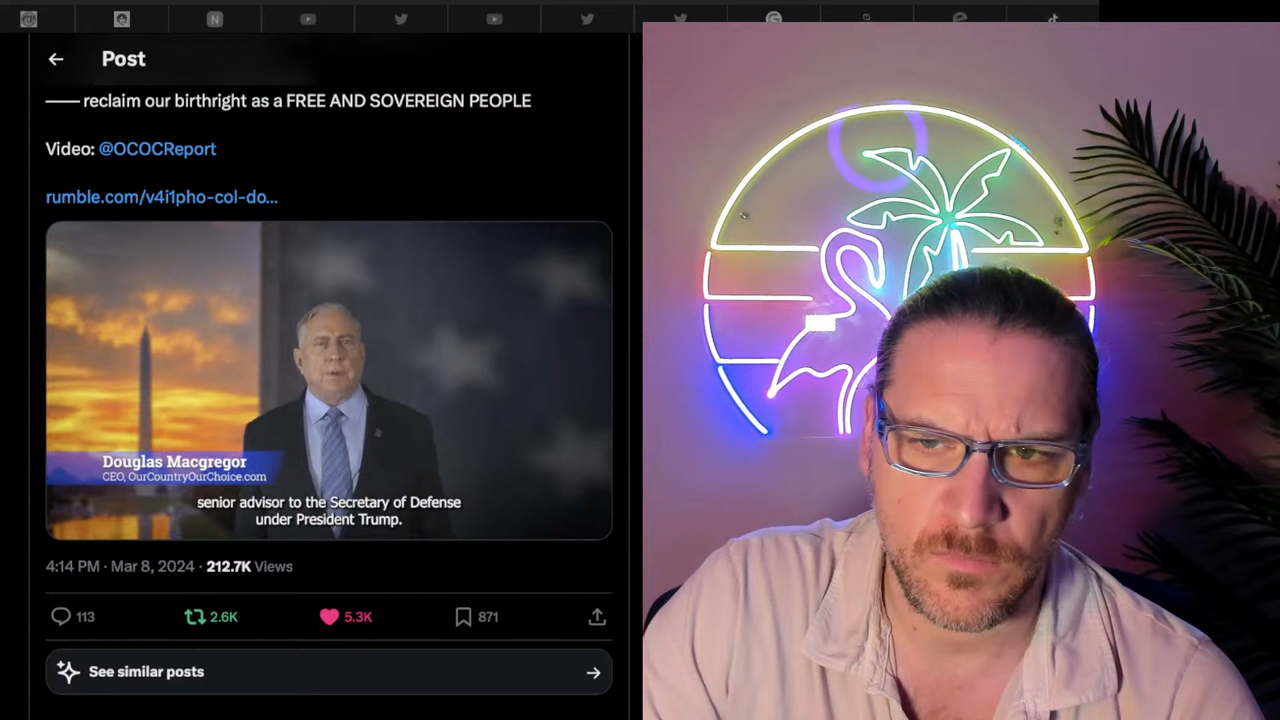 Post
reclaim our birthright as a FREE AND SOVEREIGN PEOPLE
Video: @OCOCReport
rumble.com/v4i1pho-col-do...
Douglas Macgregor
CEO, OurCountryOurChoice.com
senior advisor to the Secretary of Defense
under President Trump.
4:14 PM · Mar 8, 2024 · 212.7K Views
113 2.6K 5.3K 871
See similar posts